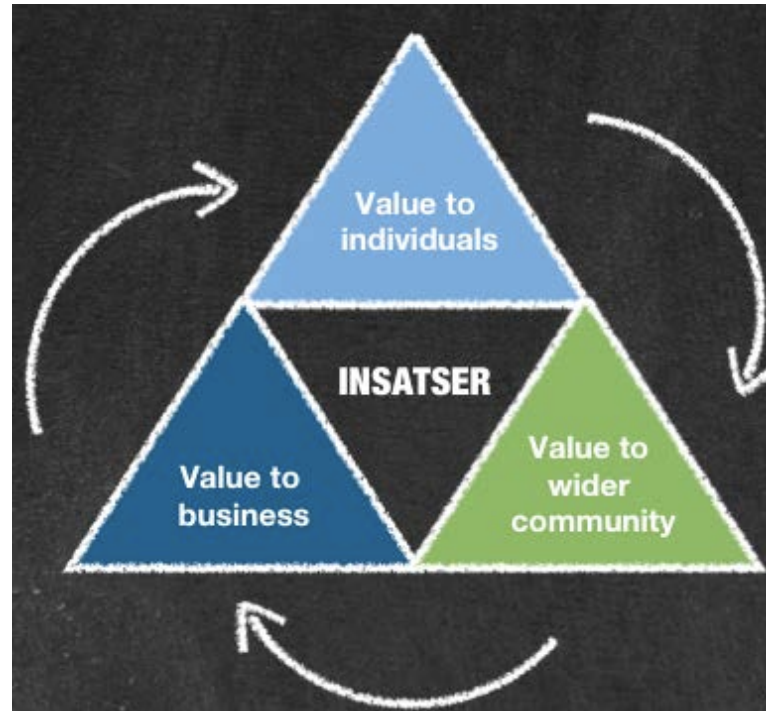 Value to
individuals
INSATSER
Value to
business
Value to
wider
community